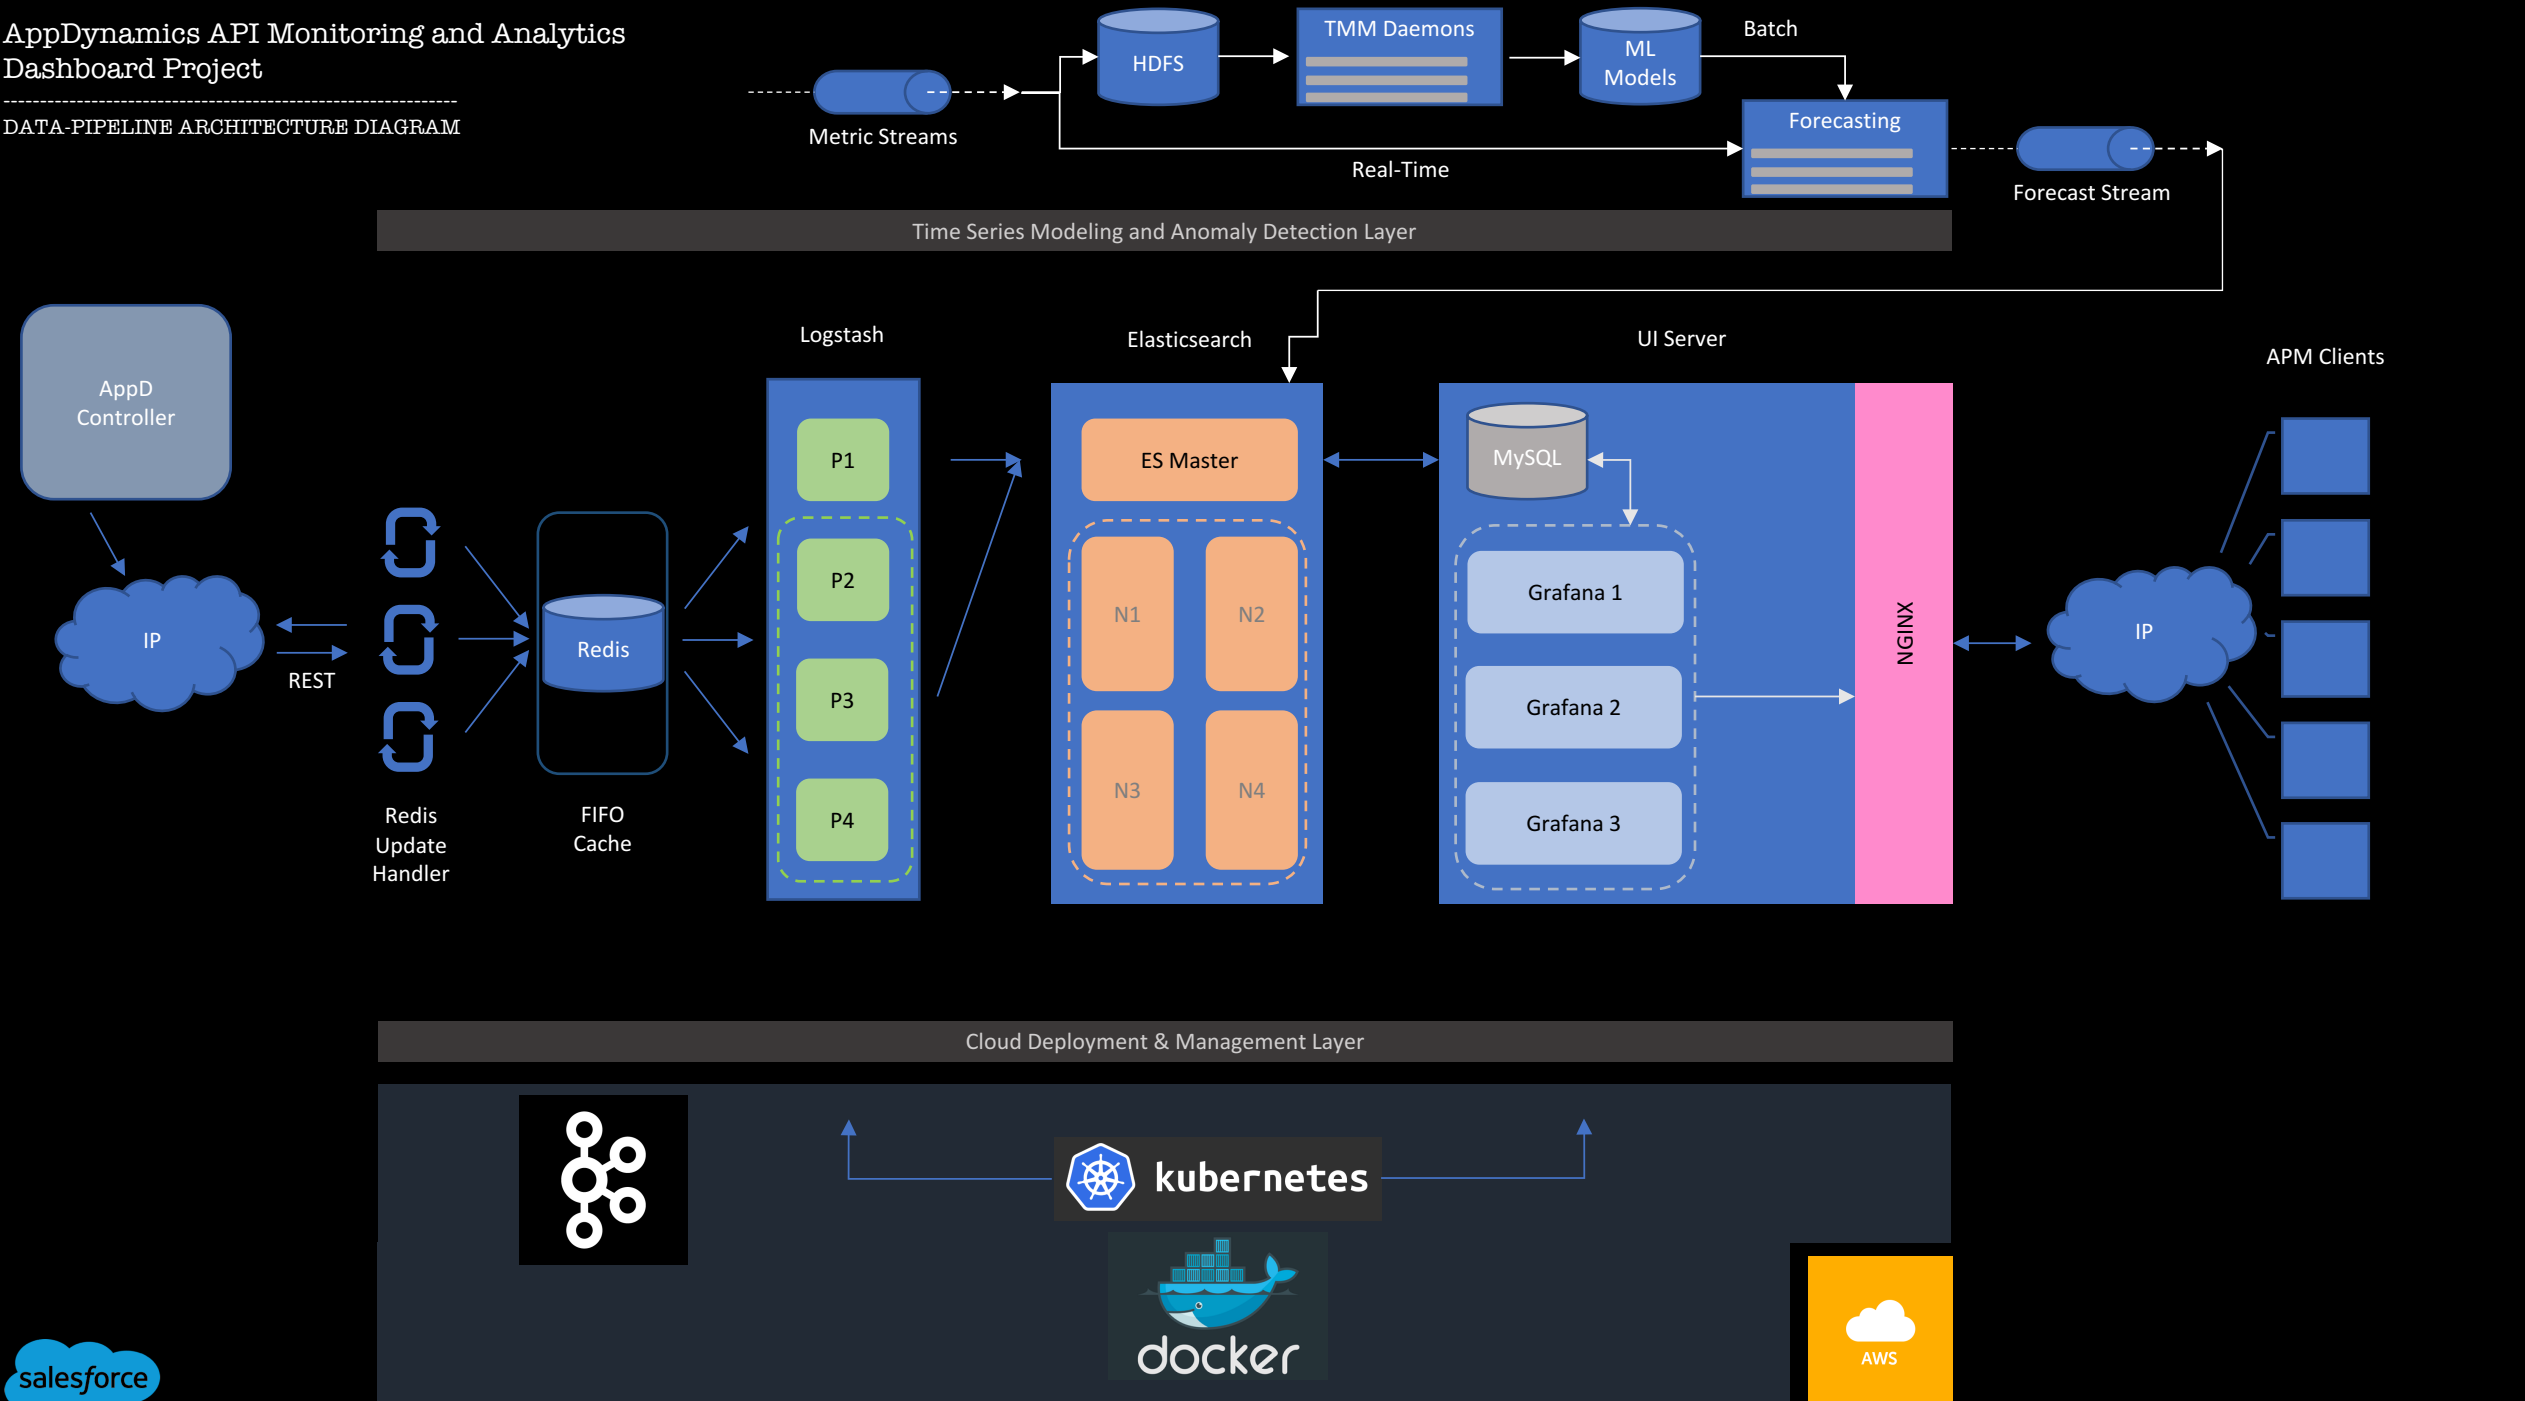 AppDynamics API Monitoring and Analytics
Dashboard Project
----------------------------------------------------------------
DATA-PIPELINE ARCHITECTURE DIAGRAM
Metric Streams
HDFS
TMM Daemons
ML
Models
Batch
Real-Time
Forecasting
Forecast Stream
Time Series Modeling and Anomaly Detection Layer
AppD
Controller
IP
REST
Redis
Update
Handler
Redis
FIFO
Cache
Logstash
P1
P2
P3
P4
Elasticsearch
ES Master
N1
N2
N3
N4
UI Server
MySQL
Grafana 1
Grafana 2
Grafana 3
NGINX
IP
APM Clients
Cloud Deployment & Management Layer
kubernetes
docker
AWS
salesforce